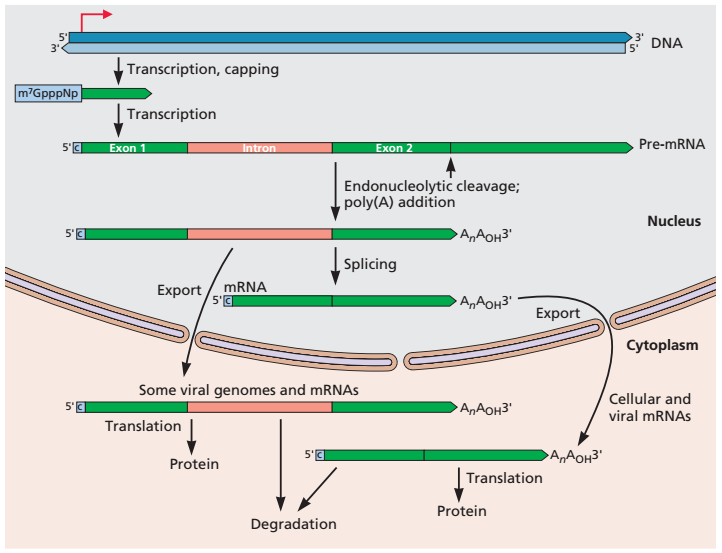 5' 3'
3' 5' DNA
Transcription, capping
m⁷GpppNp
Transcription
5' c Exon 1 Intron Exon 2 Pre-mRNA
Endonucleolytic cleavage;
poly(A) addition
Nucleus
5' c AnAOH3'
Splicing
Export
mRNA
5' c AnAOH3'
Export
Cytoplasm
Some viral genomes and mRNAs
5' c AnAOH3'
Cellular and
viral mRNAs
Translation
Protein
5' c AnAOH3'
Translation
Protein
Degradation